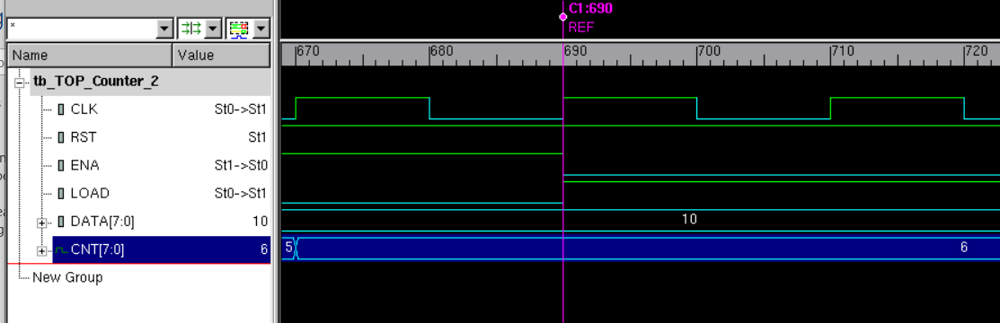 C1:690
REF
*
Name Value
670 680 690 700 710 720
tb_TOP_Counter_2
CLK St0->St1
RST St1
ENA St1->St0
LOAD St0->St1
DATA[7:0] 10 10
CNT[7:0] 6 5 6
New Group